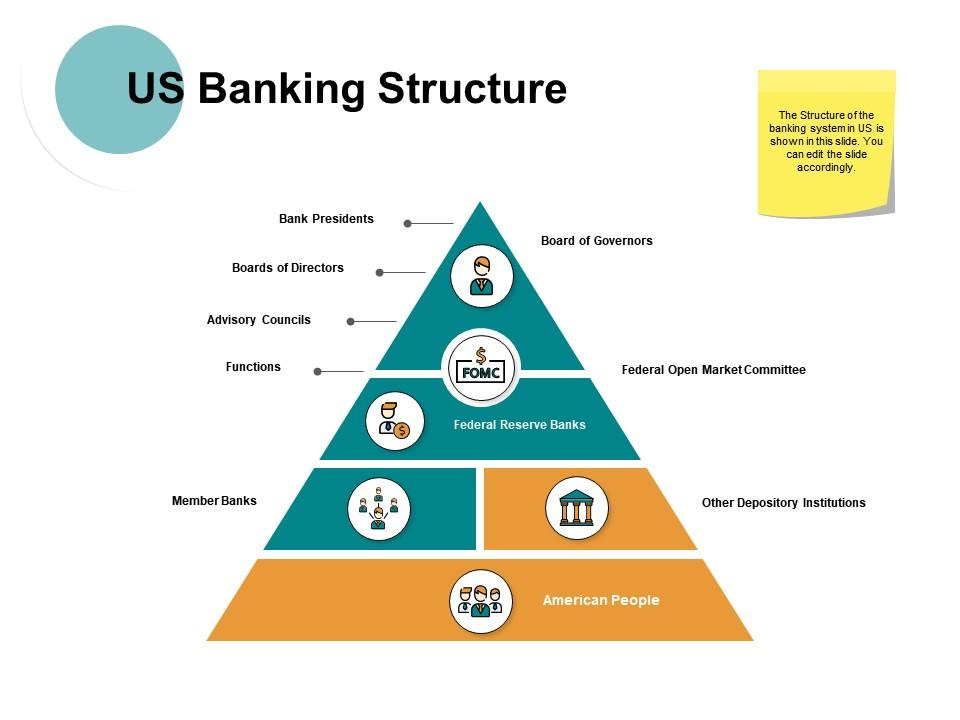 US Banking Structure
The Structure of the
banking system in US is
shown in this slide. You
can edit the slide
accordingly.
Bank Presidents
Board of Governors
Boards of Directors
Advisory Councils
Functions
$
FOMC
Federal Open Market Committee
$
Federal Reserve Banks
Member Banks
Other Depository Institutions
American People